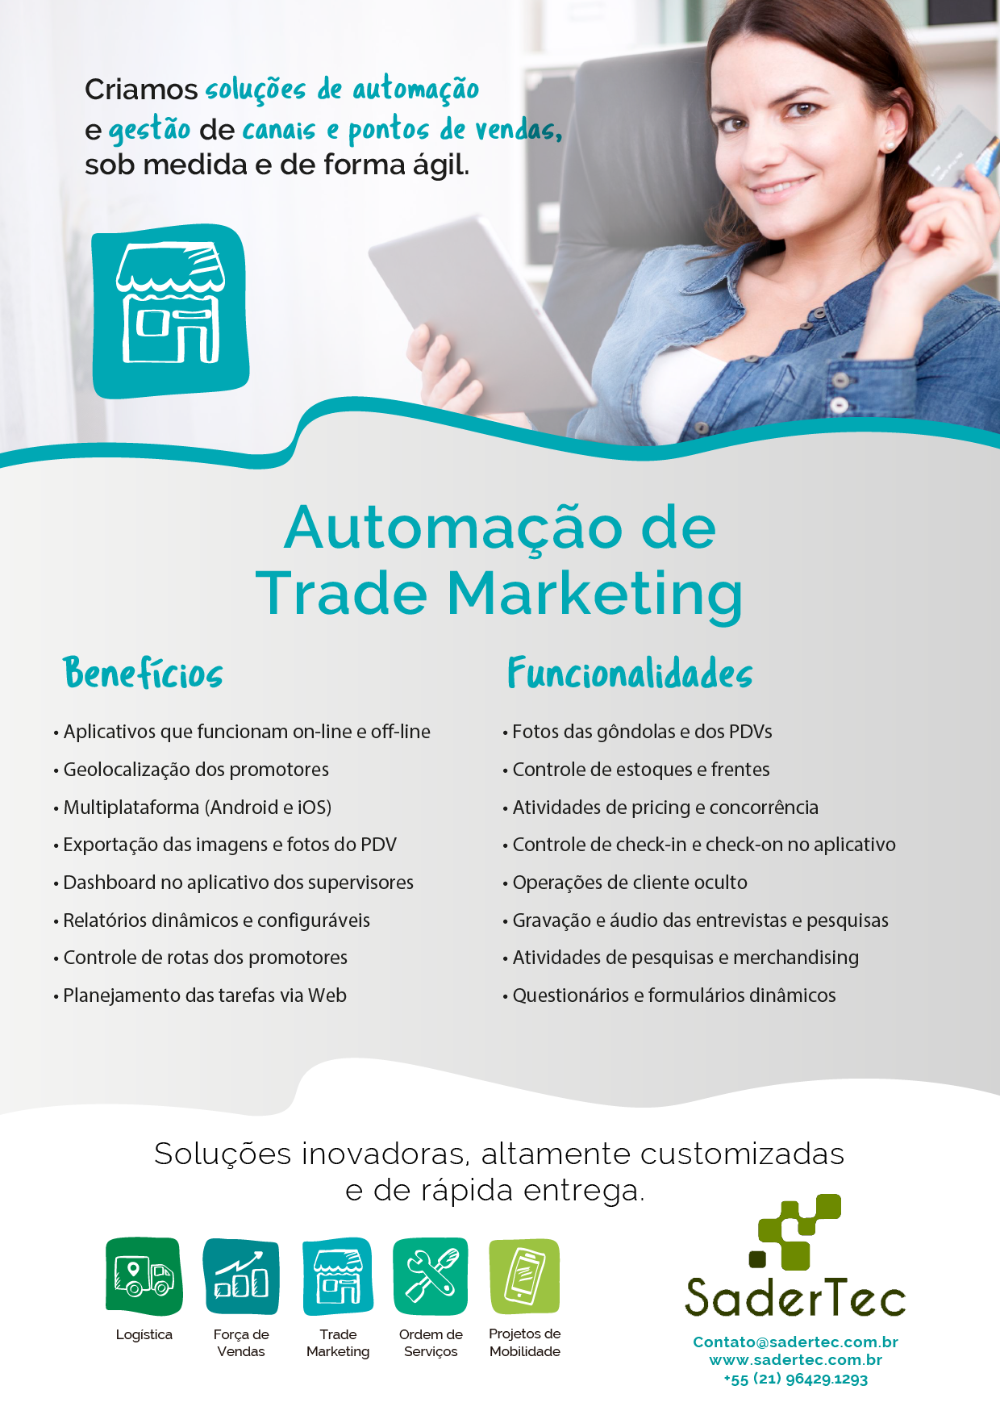 Criamos soluções de automação
e gestão de canais e pontos de vendas,
sob medida e de forma ágil.
Automação de
Trade Marketing
Benefícios
• Aplicativos que funcionam on-line e off-line
• Geolocalização dos promotores
• Multiplataforma (Android e iOS)
• Exportação das imagens e fotos do PDV
• Dashboard no aplicativo dos supervisores
• Relatórios dinâmicos e configuráveis
• Controle de rotas dos promotores
• Planejamento das tarefas via Web
Funcionalidades
• Fotos das gôndolas e dos PDVs
• Controle de estoques e frentes
• Atividades de pricing e concorrência
• Controle de check-in e check-on no aplicativo
• Operações de cliente oculto
• Gravação e áudio das entrevistas e pesquisas
• Atividades de pesquisas e merchandising
• Questionários e formulários dinâmicos
Soluções inovadoras, altamente customizadas
e de rápida entrega.
Logística
Força de
Vendas
Trade
Marketing
Ordem de
Serviços
Projetos de
Mobilidade
SaderTec
Contato@sadertec.com.br
www.sadertec.com.br
+55 (21) 96429.1293